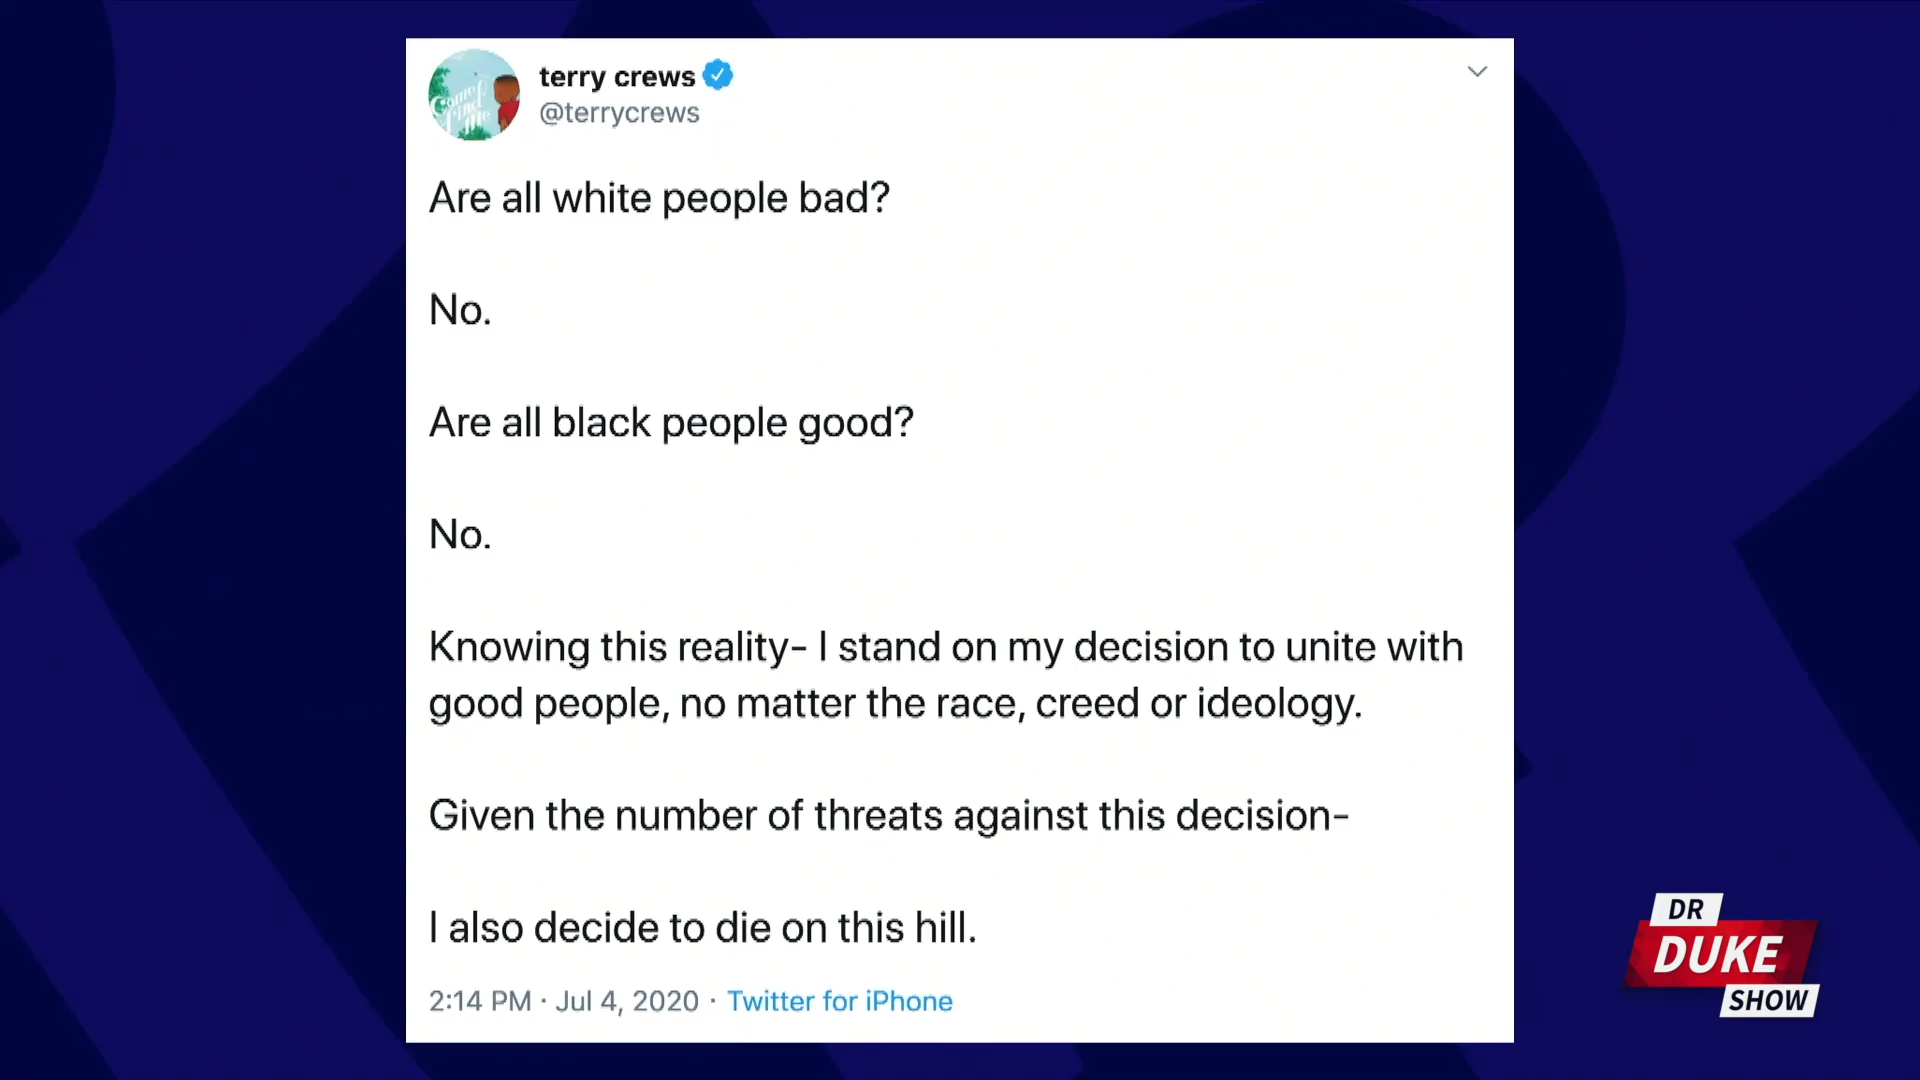 terry crews
@terrycrews
Are all white people bad?
No.
Are all black people good?
No.
Knowing this reality- I stand on my decision to unite with
good people, no matter the race, creed or ideology.
Given the number of threats against this decision-
I also decide to die on this hill.
2:14 PM · Jul 4, 2020 · Twitter for iPhone
DR
DUKE
SHOW